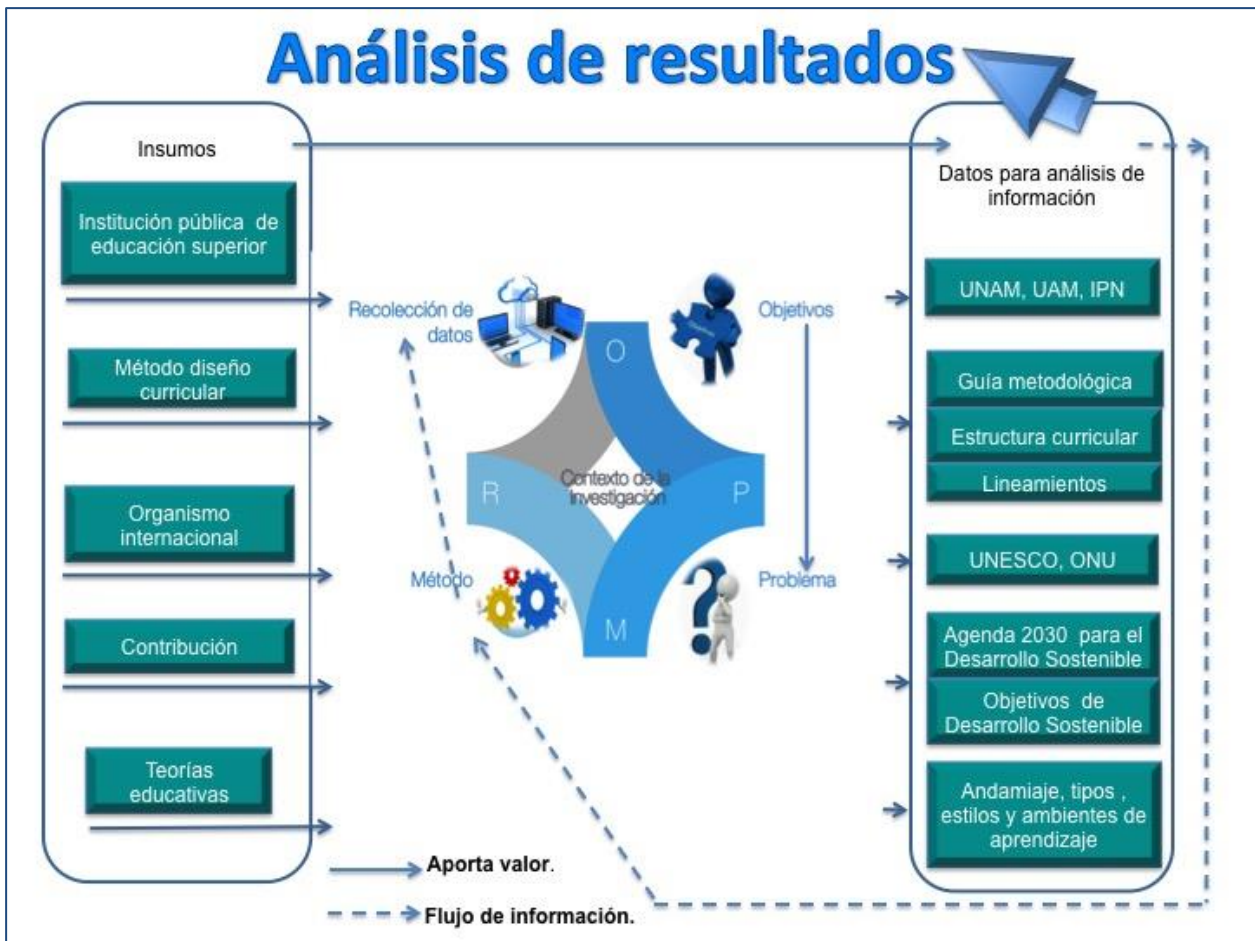 Análisis de resultados
Insumos
Institución pública de
educación superior
Método diseño
curricular
Organismo
internacional
Contribución
Teorías
educativas
Recolección de
datos
Objetivos
Objetivos
O
R
P
M
Contexto de la
investigación
Método
Problema
Datos para análisis de
información
UNAM, UAM, IPN
Guía metodológica
Estructura curricular
Lineamientos
UNESCO, ONU
Agenda 2030 para el
Desarrollo Sostenible
Objetivos de
Desarrollo Sostenible
Andamiaje, tipos ,
estilos y ambientes de
aprendizaje
Aporta valor.
Flujo de información.